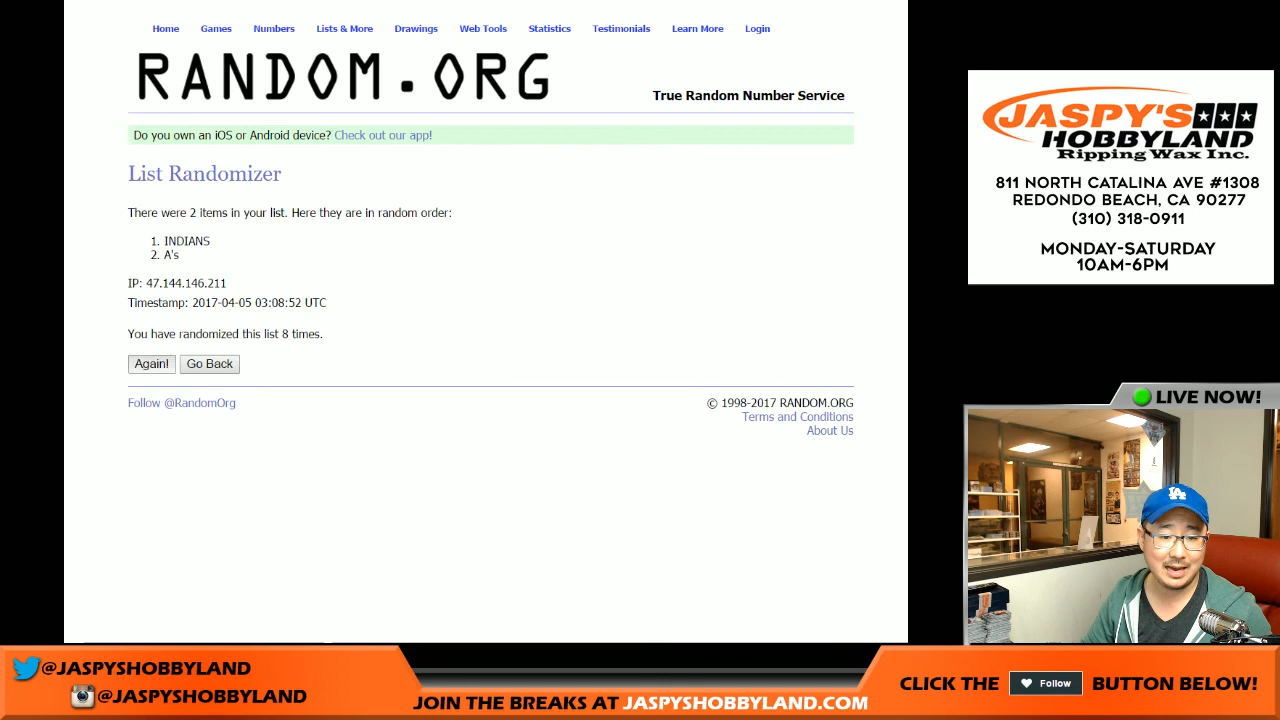 Home Games Numbers Lists & More Drawings Web Tools Statistics Testimonials Learn More Login
RANDOM.ORG
True Random Number Service
Do you own an iOS or Android device? Check out our app!
List Randomizer
There were 2 items in your list. Here they are in random order:
1. INDIANS
2. A's
IP: 47.144.146.211
Timestamp: 2017-04-05 03:08:52 UTC
You have randomized this list 8 times.
Again! Go Back
Follow @RandomOrg
© 1998-2017 RANDOM.ORG
Terms and Conditions
About Us
JASPY'S
HOBBYLAND
Ripping Wax Inc.
811 NORTH CATALINA AVE #1308
REDONDO BEACH, CA 90277
(310) 318-0911
MONDAY-SATURDAY
10AM-6PM
LIVE NOW!
LA
@JASPYSHOBBYLAND
@JASPYSHOBBYLAND
JOIN THE BREAKS AT JASPYSHOBBYLAND.COM
CLICK THE Follow BUTTON BELOW!